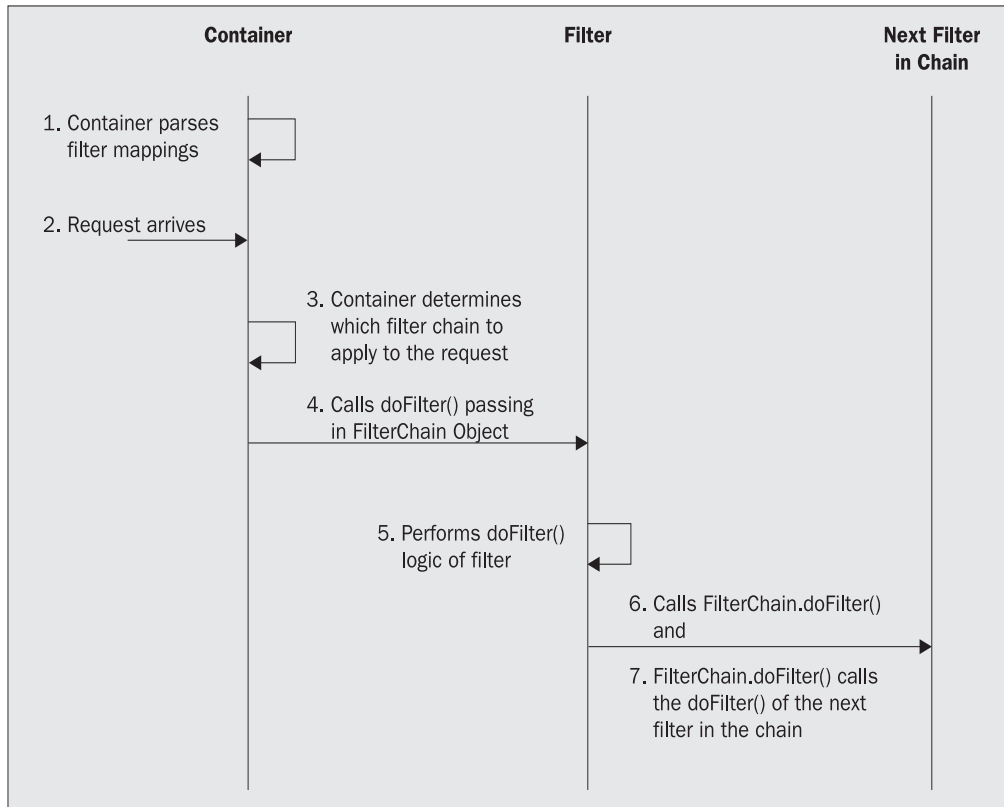 Container
Filter
Next Filter
in Chain
1. Container parses
filter mappings
2. Request arrives
3. Container determines
which filter chain to
apply to the request
4. Calls doFilter() passing
in FilterChain Object
5. Performs doFilter()
logic of filter
6. Calls FilterChain.doFilter()
and
7. FilterChain.doFilter() calls
the doFilter() of the next
filter in the chain